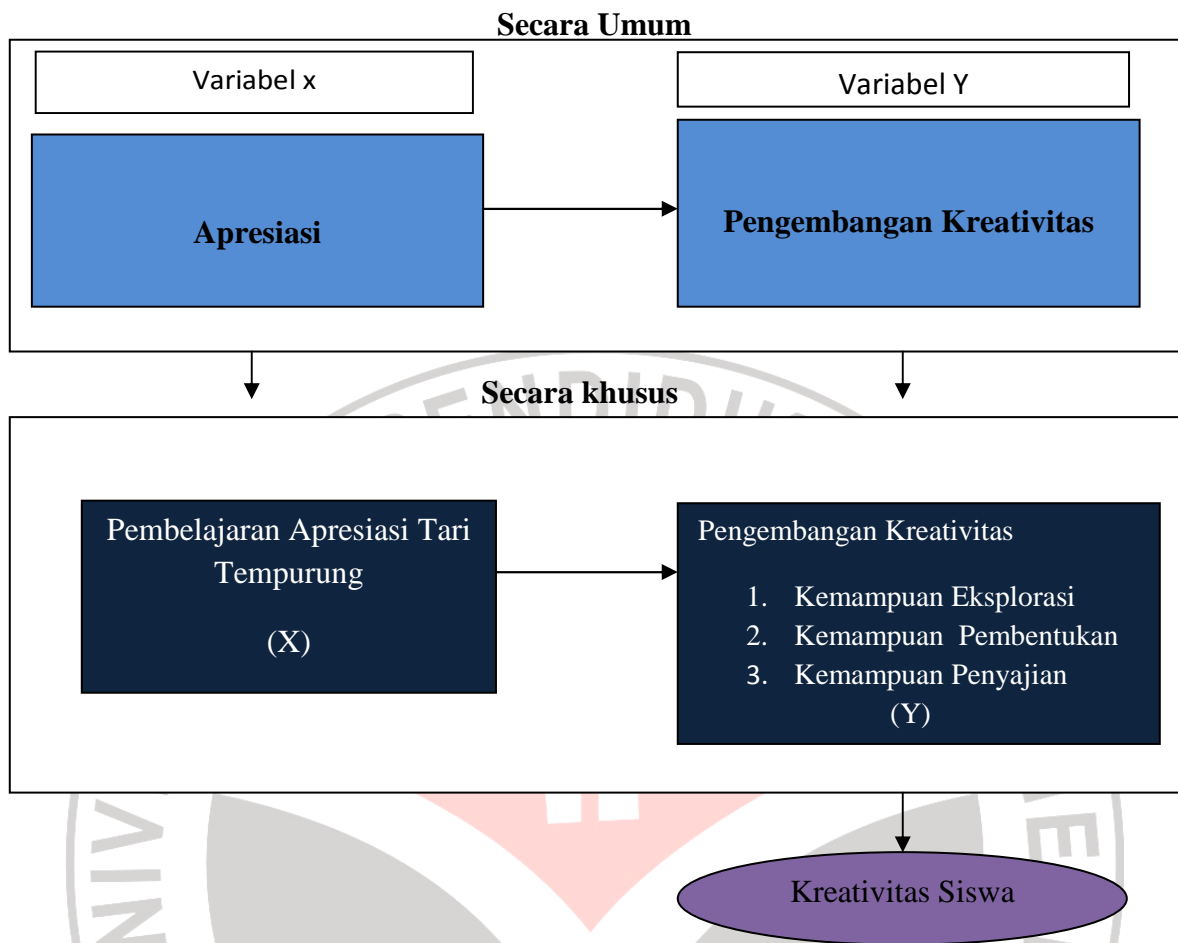 Secara Umum
Variabel x
Variabel Y
Apresiasi
Pengembangan Kreativitas
Secara khusus
Pembelajaran Apresiasi Tari
Tempurung
(X)
Pengembangan Kreativitas
1. Kemampuan Eksplorasi
2. Kemampuan Pembentukan
3. Kemampuan Penyajian
(Y)
Kreativitas Siswa